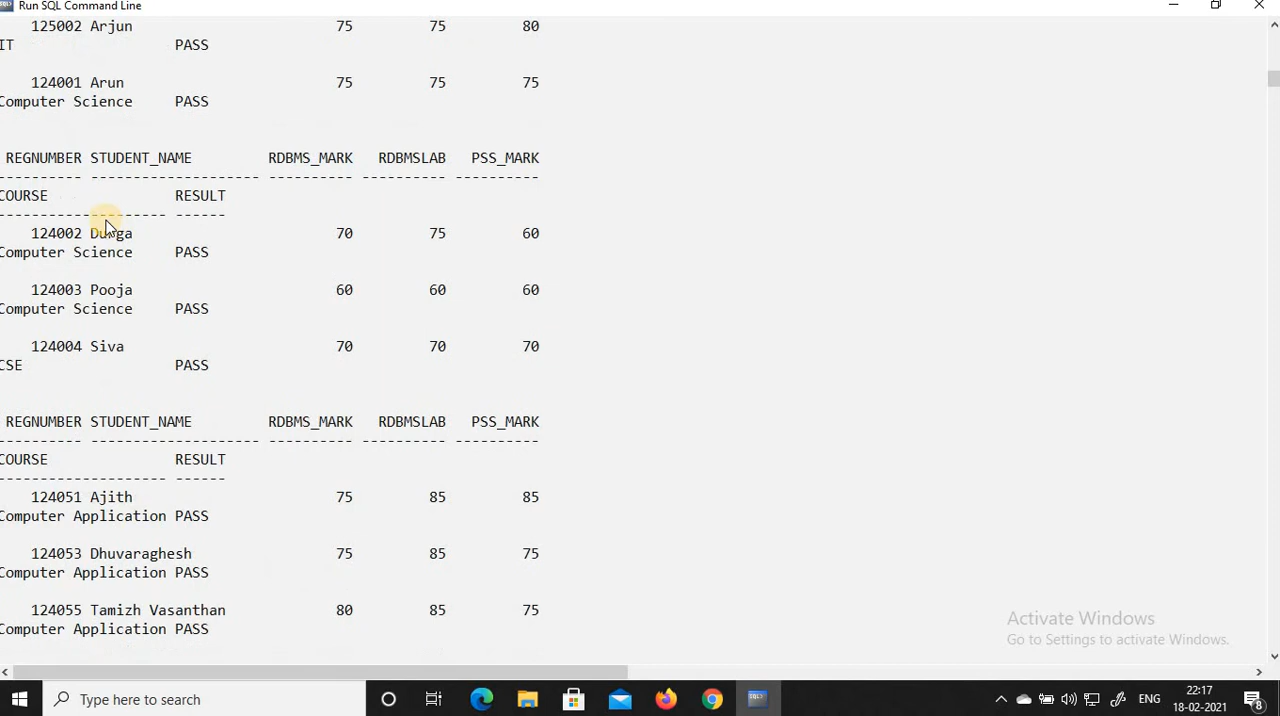 Run SQL Command Line
125002 Arjun 75 75 80
IT PASS
124001 Arun 75 75 75
Computer Science PASS
REGNUMBER STUDENT_NAME RDBMS_MARK RDBMSLAB PSS_MARK
---------- -------------------- ---------- ---------- ----------
COURSE RESULT
-------------------- ------
124002 Durga 70 75 60
Computer Science PASS
124003 Pooja 60 60 60
Computer Science PASS
124004 Siva 70 70 70
CSE PASS
REGNUMBER STUDENT_NAME RDBMS_MARK RDBMSLAB PSS_MARK
---------- -------------------- ---------- ---------- ----------
COURSE RESULT
-------------------- ------
124051 Ajith 75 85 85
Computer Application PASS
124053 Dhuvaraghesh 75 85 75
Computer Application PASS
124055 Tamizh Vasanthan 80 85 75
Computer Application PASS
Activate Windows
Go to Settings to activate Windows.
Type here to search
ENG
22:17
18-02-2021
8